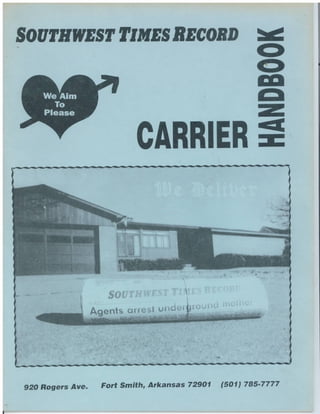 SOUTHWEST TIMES RECORD
We Aim
To
Please
CARRIER
HANDBOOK
We Deliver
SOUTHWEST TIMES RECORD
Agents arrest underground mother
920 Rogers Ave. Fort Smith, Arkansas 72901 (501) 785-7777